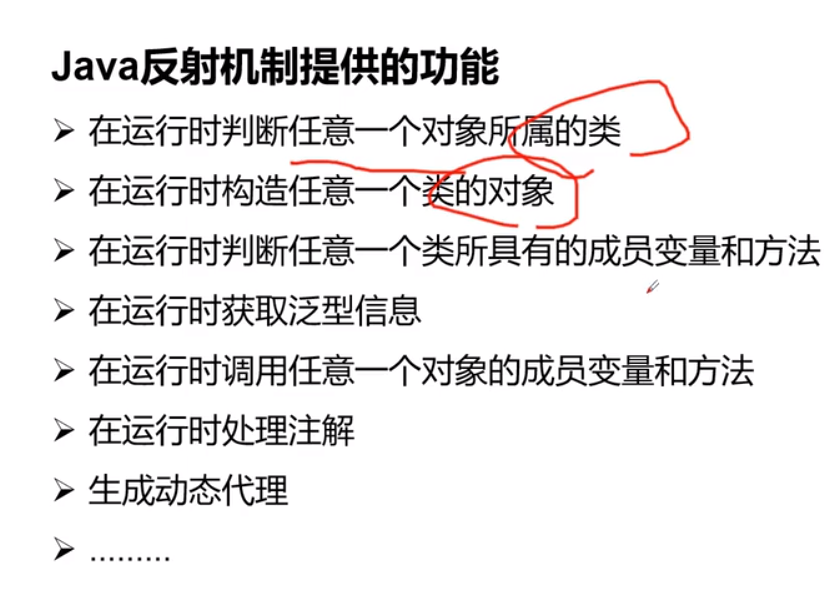 Java反射机制提供的功能
➢ 在运行时判断任意一个对象所属的类
➢ 在运行时构造任意一个类的对象
➢ 在运行时判断任意一个类所具有的成员变量和方法
➢ 在运行时获取泛型信息
➢ 在运行时调用任意一个对象的成员变量和方法
➢ 在运行时处理注解
➢ 生成动态代理
➢ .........